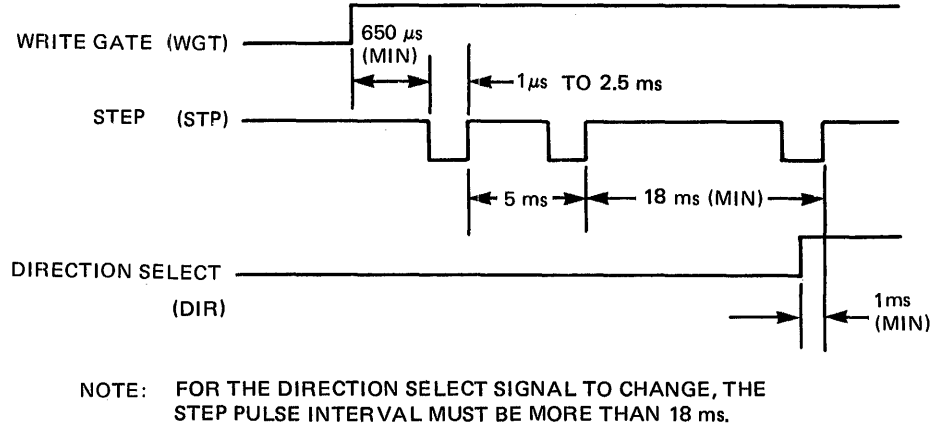 WRITE GATE (WGT)
650 μs
(MIN)
1μs TO 2.5 ms
STEP (STP)
5 ms
18 ms (MIN)
DIRECTION SELECT
(DIR)
1ms
(MIN)
NOTE: FOR THE DIRECTION SELECT SIGNAL TO CHANGE, THE
STEP PULSE INTERVAL MUST BE MORE THAN 18 ms.